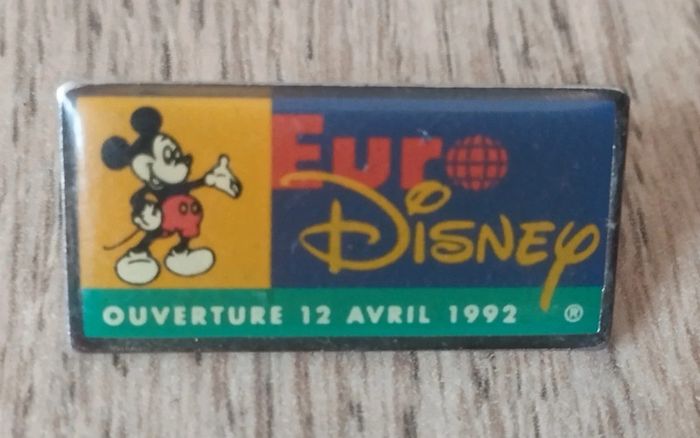 Euro
Disney
OUVERTURE 12 AVRIL 1992 ®